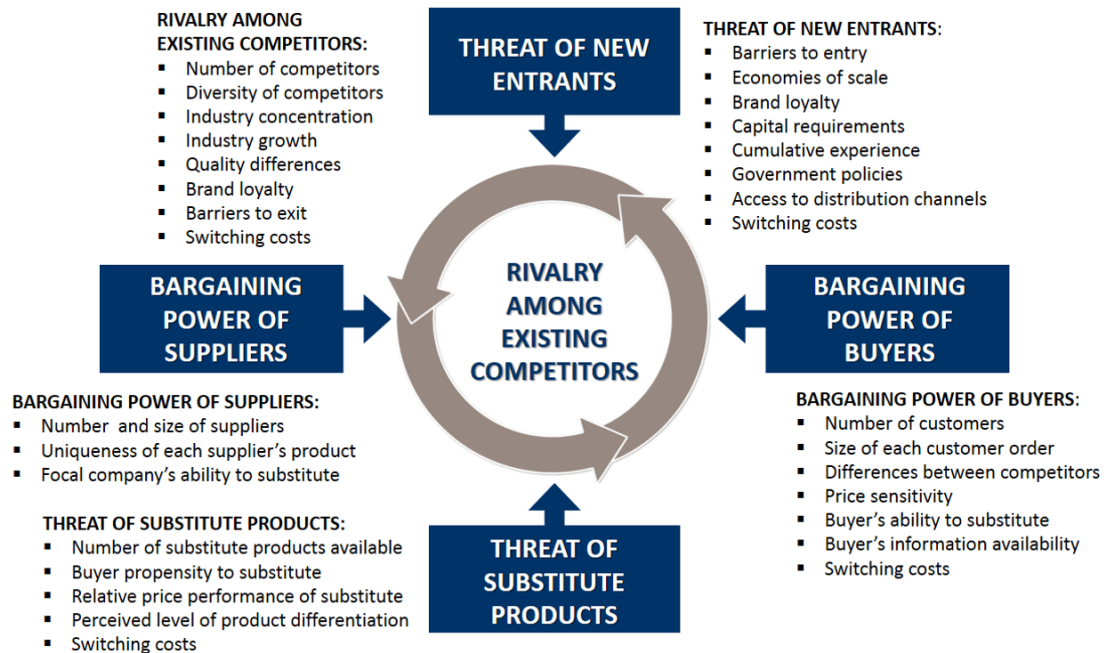 RIVALRY AMONG
EXISTING COMPETITORS:
▪ Number of competitors
▪ Diversity of competitors
▪ Industry concentration
▪ Industry growth
▪ Quality differences
▪ Brand loyalty
▪ Barriers to exit
▪ Switching costs
THREAT OF NEW
ENTRANTS
THREAT OF NEW ENTRANTS:
▪ Barriers to entry
▪ Economies of scale
▪ Brand loyalty
▪ Capital requirements
▪ Cumulative experience
▪ Government policies
▪ Access to distribution channels
▪ Switching costs
BARGAINING
POWER OF
SUPPLIERS
RIVALRY
AMONG
EXISTING
COMPETITORS
BARGAINING
POWER OF
BUYERS
BARGAINING POWER OF SUPPLIERS:
▪ Number and size of suppliers
▪ Uniqueness of each supplier's product
▪ Focal company's ability to substitute
BARGAINING POWER OF BUYERS:
▪ Number of customers
▪ Size of each customer order
▪ Differences between competitors
▪ Price sensitivity
▪ Buyer's ability to substitute
▪ Buyer's information availability
▪ Switching costs
THREAT OF SUBSTITUTE PRODUCTS:
▪ Number of substitute products available
▪ Buyer propensity to substitute
▪ Relative price performance of substitute
▪ Perceived level of product differentiation
▪ Switching costs
THREAT OF
SUBSTITUTE
PRODUCTS